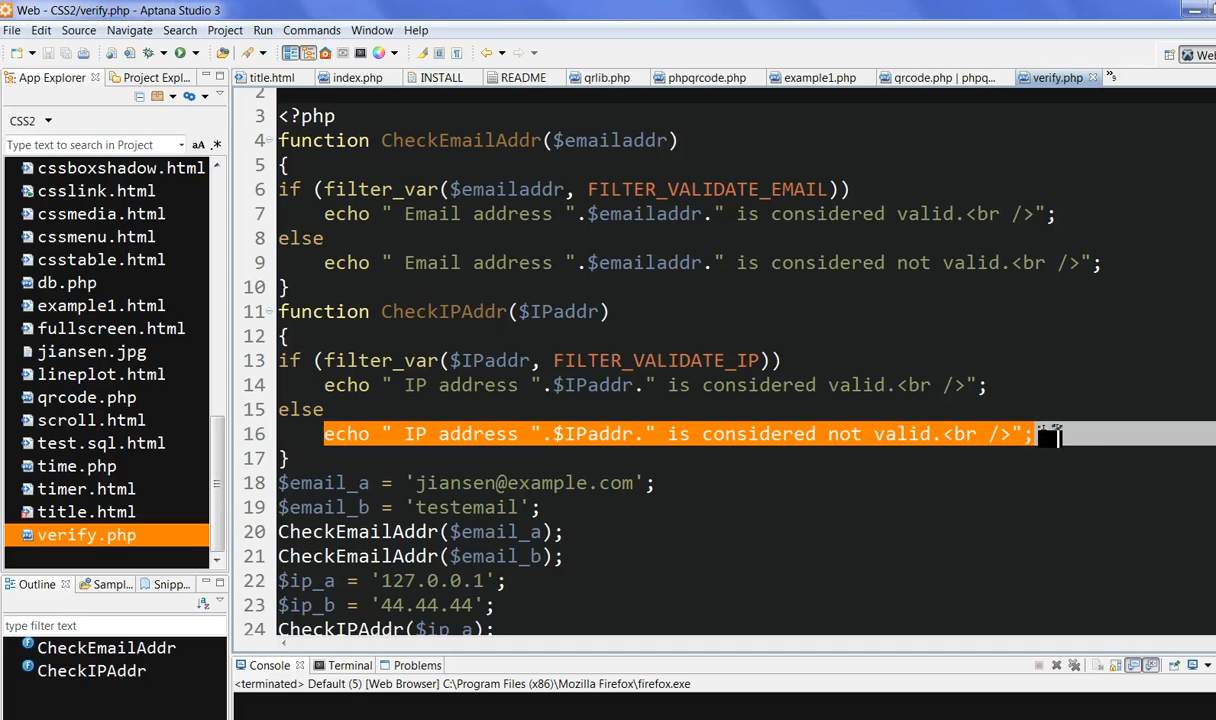 Web - CSS2/verify.php - Aptana Studio 3
File Edit Source Navigate Search Project Run Commands Window Help
Web
App Explorer Project Expl...
title.html index.php INSTALL README qrlib.php phpqrcode.php example1.php qrcode.php | phpq... verify.php »9
CSS2
Type text to search in Project aA .*
cssboxshadow.html
csslink.html
cssmedia.html
cssmenu.html
csstable.html
db.php
example1.html
fullscreen.html
jiansen.jpg
lineplot.html
qrcode.php
scroll.html
test.sql.html
time.php
timer.html
title.html
verify.php
Outline Sampl... Snipp...
type filter text
CheckEmailAddr
CheckIPAddr
2
3 <?php
4 function CheckEmailAddr($emailaddr)
5 {
6 if (filter_var($emailaddr, FILTER_VALIDATE_EMAIL))
7 echo " Email address ".$emailaddr." is considered valid.<br />";
8 else
9 echo " Email address ".$emailaddr." is considered not valid.<br />";
10 }
11 function CheckIPAddr($IPaddr)
12 {
13 if (filter_var($IPaddr, FILTER_VALIDATE_IP))
14 echo " IP address ".$IPaddr." is considered valid.<br />";
15 else
16 echo " IP address ".$IPaddr." is considered not valid.<br />";
17 }
18 $email_a = 'jiansen@example.com';
19 $email_b = 'testemail';
20 CheckEmailAddr($email_a);
21 CheckEmailAddr($email_b);
22 $ip_a = '127.0.0.1';
23 $ip_b = '44.44.44';
24 CheckIPAddr($ip_a);
Console Terminal Problems
<terminated> Default (5) [Web Browser] C:\Program Files (x86)\Mozilla Firefox\firefox.exe